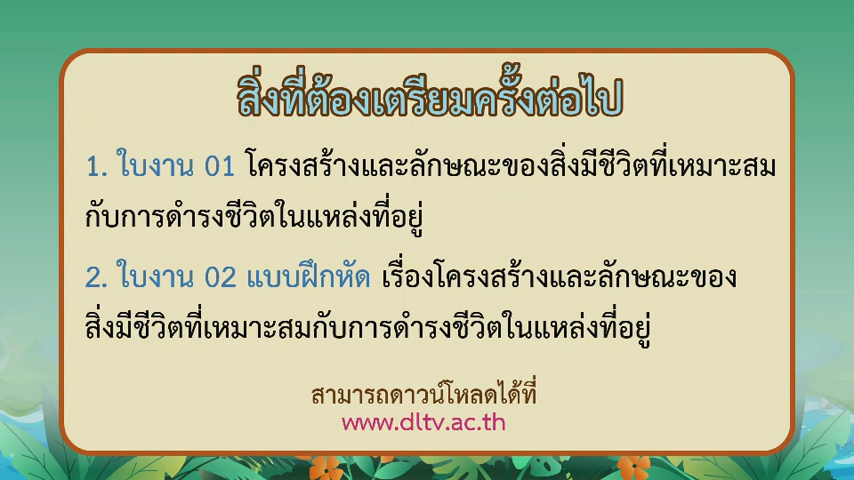 สิ่งที่ต้องเตรียมครั้งต่อไป
1. ใบงาน 01 โครงสร้างและลักษณะของสิ่งมีชีวิตที่เหมาะสม
กับการดำรงชีวิตในแหล่งที่อยู่
2. ใบงาน 02 แบบฝึกหัด เรื่องโครงสร้างและลักษณะของ
สิ่งมีชีวิตที่เหมาะสมกับการดำรงชีวิตในแหล่งที่อยู่
สามารถดาวน์โหลดได้ที่
www.dltv.ac.th